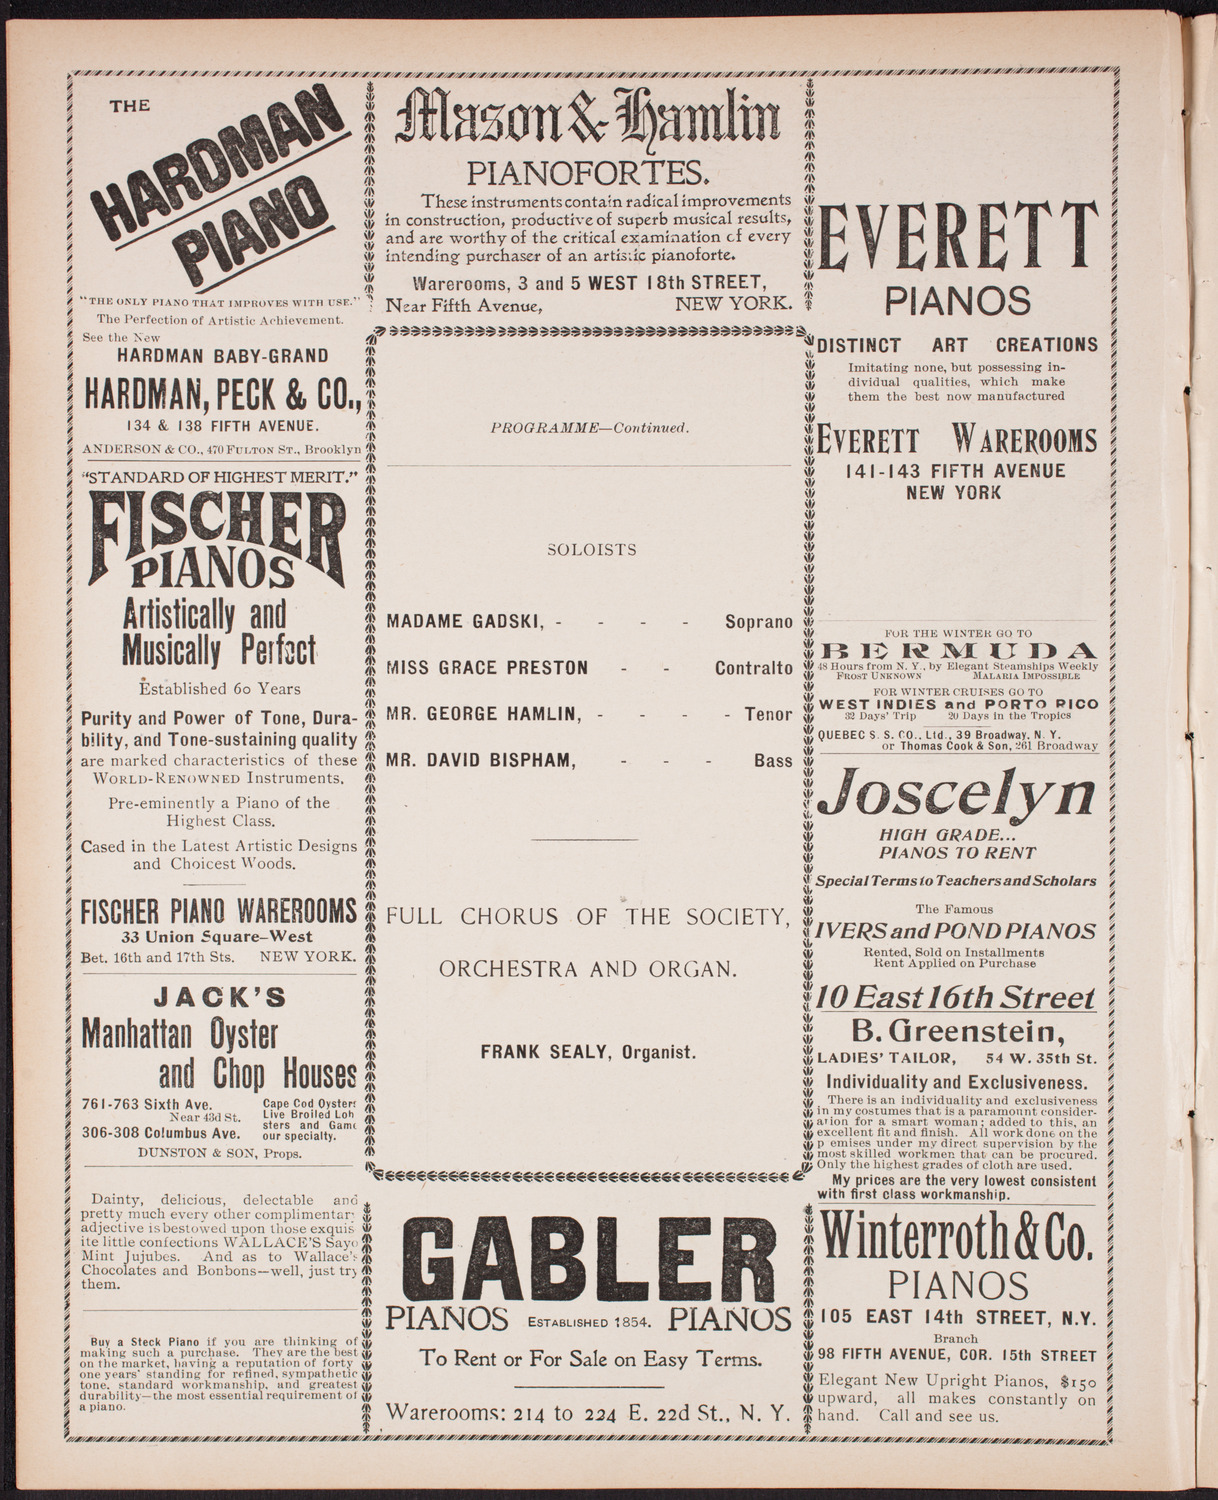 THE
HARDMAN
PIANO
"THE ONLY PIANO THAT IMPROVES WITH USE."
The Perfection of Artistic Achievement.
See the New
HARDMAN BABY-GRAND
HARDMAN, PECK & CO.,
134 & 138 FIFTH AVENUE.
ANDERSON & CO., 470 FULTON ST., Brooklyn
"STANDARD OF HIGHEST MERIT."
FISCHER
PIANOS
Artistically and
Musically Perfect
Established 60 Years
Purity and Power of Tone, Dura-
bility, and Tone-sustaining quality
are marked characteristics of these
WORLD-RENOWNED Instruments.
Pre-eminently a Piano of the
Highest Class.
Cased in the Latest Artistic Designs
and Choicest Woods.
FISCHER PIANO WAREROOMS
33 Union Square—West
Bet. 16th and 17th Sts. NEW YORK.
JACK'S
Manhattan Oyster
and Chop Houses
761-763 Sixth Ave.
Near 43d St.
306-308 Columbus Ave.
Cape Cod Oysters
Live Broiled Lob
sters and Game
our specialty.
DUNSTON & SON, Props.
Dainty, delicious, delectable and
pretty much every other complimentary
adjective is bestowed upon those exquis
ite little confections WALLACE'S Sayo
Mint Jujubes. And as to Wallace's
Chocolates and Bonbons—well, just try
them.
Buy a Steck Piano if you are thinking of
making such a purchase. They are the best
on the market, having a reputation of forty
one years' standing for refined, sympathetic
tone, standard workmanship, and greatest
durability—the most essential requirement of
a piano.
Mason & Hamlin
PIANOFORTES.
These instruments contain radical improvements
in construction, productive of superb musical results,
and are worthy of the critical examination of every
intending purchaser of an artistic pianoforte.
Warerooms, 3 and 5 WEST 18th STREET,
Near Fifth Avenue, NEW YORK.
PROGRAMME—Continued.
SOLOISTS
MADAME GADSKI, - - - - Soprano
MISS GRACE PRESTON - - Contralto
MR. GEORGE HAMLIN, - - - - Tenor
MR. DAVID BISPHAM, - - - Bass
FULL CHORUS OF THE SOCIETY,
ORCHESTRA AND ORGAN.
FRANK SEALY, Organist.
GABLER
PIANOS ESTABLISHED 1854. PIANOS
To Rent or For Sale on Easy Terms.
Warerooms: 214 to 224 E. 22d St., N. Y.
EVERETT
PIANOS
DISTINCT ART CREATIONS
Imitating none, but possessing in-
dividual qualities, which make
them the best now manufactured
EVERETT WAREROOMS
141-143 FIFTH AVENUE
NEW YORK
FOR THE WINTER GO TO
BERMUDA
48 Hours from N. Y., by Elegant Steamships Weekly
FROST UNKNOWN MALARIA IMPOSSIBLE
FOR WINTER CRUISES GO TO
WEST INDIES and PORTO RICO
32 Days' Trip 20 Days in the Tropics
QUEBEC S. S. CO., Ltd., 39 Broadway, N. Y.
or Thomas Cook & Son, 261 Broadway
Joscelyn
HIGH GRADE...
PIANOS TO RENT
Special Terms to Teachers and Scholars
The Famous
IVERS and POND PIANOS
Rented, Sold on Installments
Rent Applied on Purchase
10 East 16th Street
B. Greenstein,
LADIES' TAILOR, 54 W. 35th St.
Individuality and Exclusiveness.
There is an individuality and exclusiveness
in my costumes that is a paramount consider-
ation for a smart woman; added to this, an
excellent fit and finish. All work done on the
p emises under my direct supervision by the
most skilled workmen that can be procured.
Only the highest grades of cloth are used.
My prices are the very lowest consistent
with first class workmanship.
Winterroth & Co.
PIANOS
105 EAST 14th STREET, N.Y.
Branch
98 FIFTH AVENUE, COR. 15th STREET
Elegant New Upright Pianos, $150
upward, all makes constantly on
hand. Call and see us.